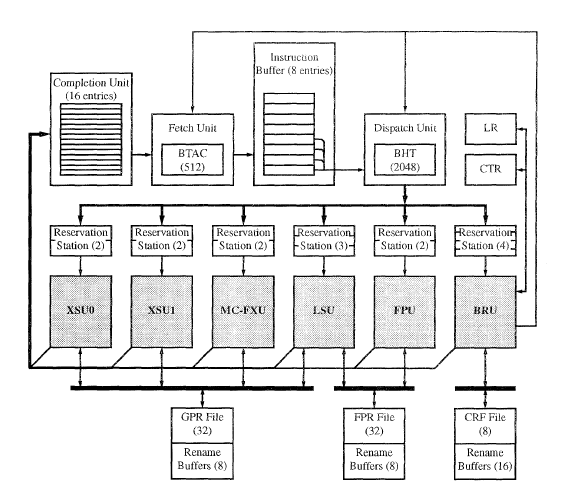 Completion Unit
(16 entries)
Instruction
Buffer (8 entries)
Fetch Unit
BTAC
(512)
Dispatch Unit
BHT
(2048)
LR
CTR
Reservation
Station (2)
Reservation
Station (2)
Reservation
Station (2)
Reservation
Station (3)
Reservation
Station (2)
Reservation
Station (4)
XSU0
XSU1
MC-FXU
LSU
FPU
BRU
GPR File
(32)
Rename
Buffers (8)
FPR File
(32)
Rename
Buffers (8)
CRF File
(8)
Rename
Buffers (16)